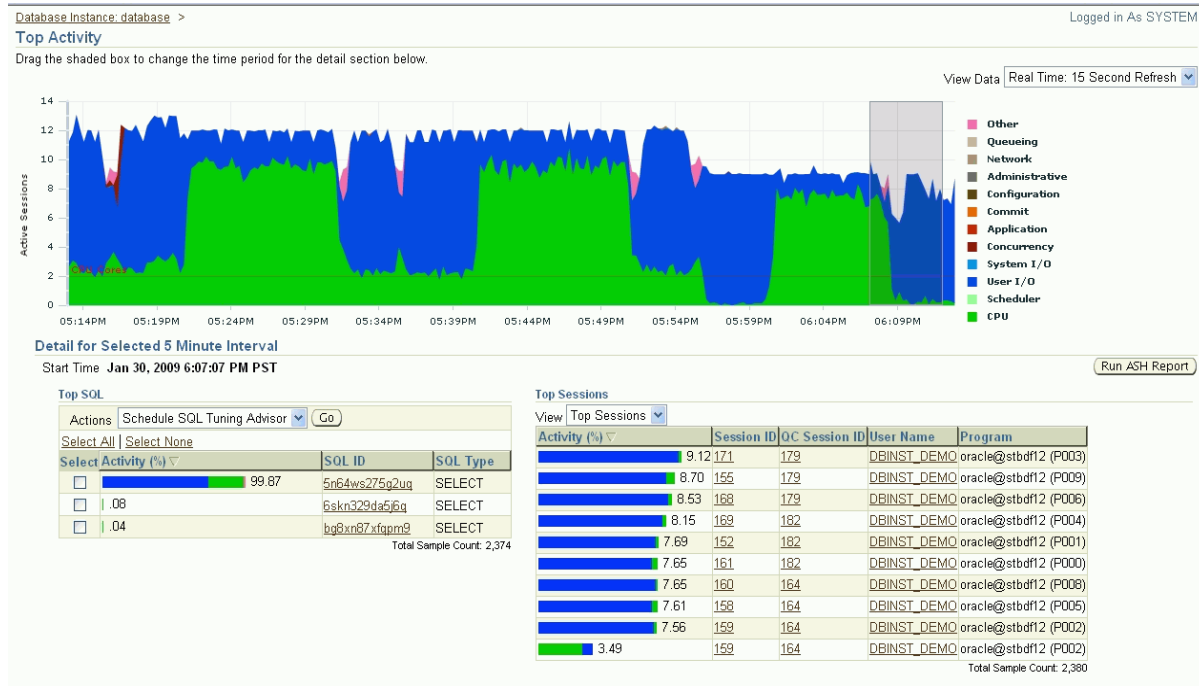 Database Instance: database >
Logged in As SYSTEM
Top Activity
Drag the shaded box to change the time period for the detail section below.
View Data Real Time: 15 Second Refresh
14
12
10
8
6
4
2
0
Active Sessions
CPU Cores
05:14PM 05:19PM 05:24PM 05:29PM 05:34PM 05:39PM 05:44PM 05:49PM 05:54PM 05:59PM 06:04PM 06:09PM
Other
Queueing
Network
Administrative
Configuration
Commit
Application
Concurrency
System I/O
User I/O
Scheduler
CPU
Detail for Selected 5 Minute Interval
Start Time Jan 30, 2009 6:07:07 PM PST
Run ASH Report
Top SQL
Actions Schedule SQL Tuning Advisor Go
Select All | Select None
Select Activity (%) SQL ID SQL Type
99.87 5n64ws275g2uq SELECT
.08 6skn329da5j6q SELECT
.04 bg8xn87xfqpm9 SELECT
Total Sample Count: 2,374
Top Sessions
View Top Sessions
Activity (%) Session ID QC Session ID User Name Program
9.12 171 179 DBINST_DEMO oracle@stbdf12 (P003)
8.70 155 179 DBINST_DEMO oracle@stbdf12 (P009)
8.53 168 179 DBINST_DEMO oracle@stbdf12 (P006)
8.15 169 182 DBINST_DEMO oracle@stbdf12 (P004)
7.69 152 182 DBINST_DEMO oracle@stbdf12 (P001)
7.65 161 182 DBINST_DEMO oracle@stbdf12 (P000)
7.65 160 164 DBINST_DEMO oracle@stbdf12 (P008)
7.61 158 164 DBINST_DEMO oracle@stbdf12 (P005)
7.56 159 164 DBINST_DEMO oracle@stbdf12 (P002)
3.49 159 164 DBINST_DEMO oracle@stbdf12 (P002)
Total Sample Count: 2,380